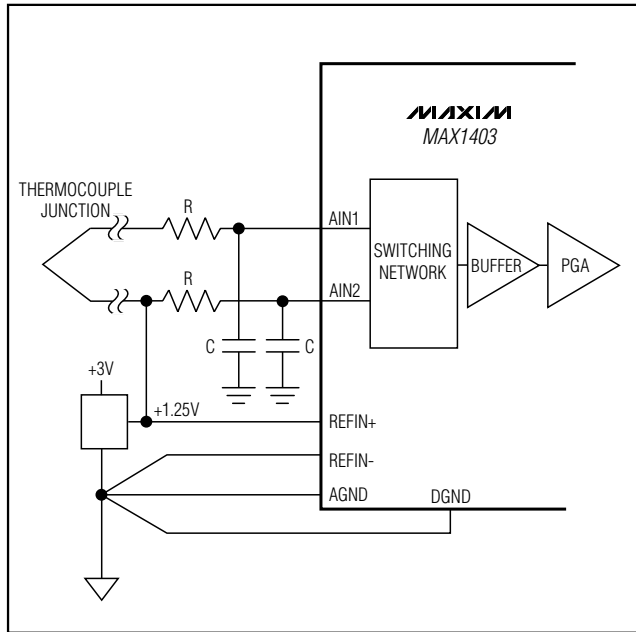 MAXIM
MAX1403
THERMOCOUPLE
JUNCTION
R
AIN1
SWITCHING
NETWORK
BUFFER
PGA
R
AIN2
C
C
+3V
+1.25V
REFIN+
REFIN-
AGND
DGND